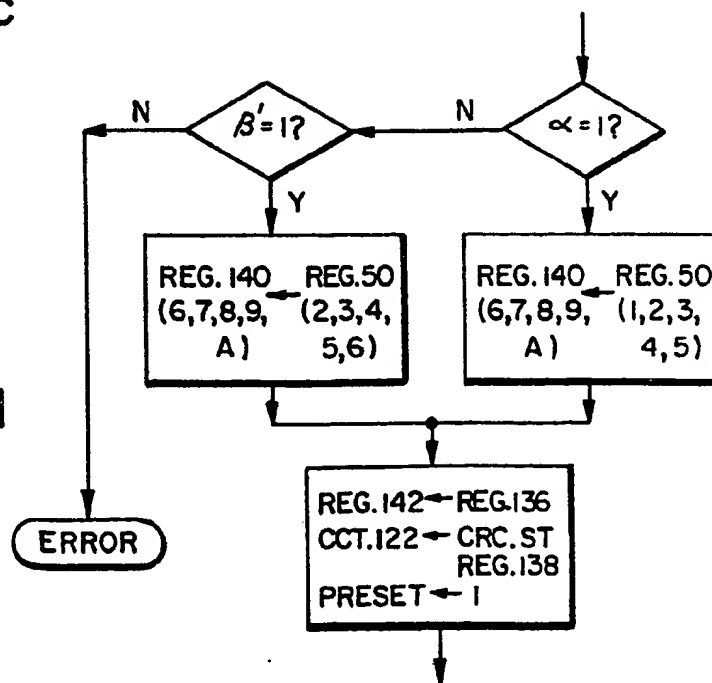 C
N
β'=1?
N
α=1?
Y
Y
REG.140 ← REG.50
(6,7,8,9, (2,3,4,
A) 5,6)
REG.140 ← REG.50
(6,7,8,9, (1,2,3,
A) 4,5)
REG.142 ← REG.136
CCT.122 ← CRC.ST
REG.138
PRESET ← 1
ERROR